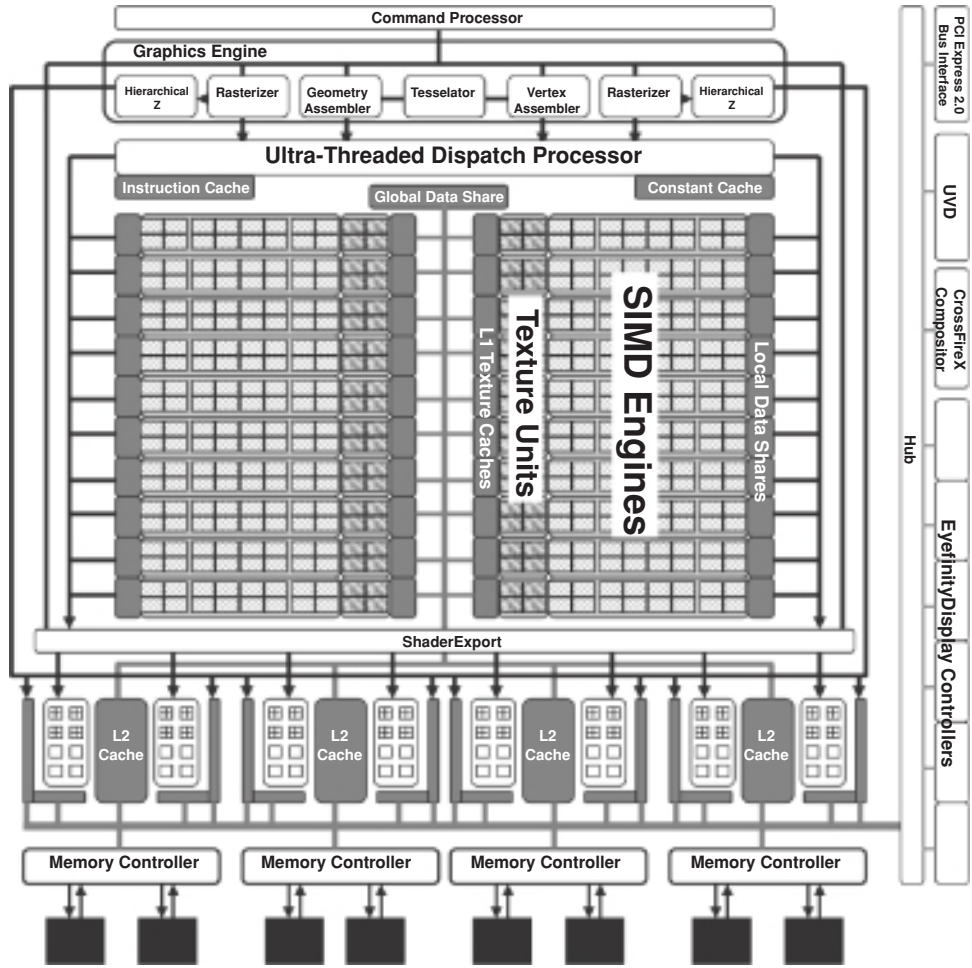 Command Processor
Graphics Engine
Hierarchical
Z
Rasterizer
Geometry
Assembler
Tesselator
Vertex
Assembler
Rasterizer
Hierarchical
Z
Ultra-Threaded Dispatch Processor
Instruction Cache
Global Data Share
Constant Cache
L1 Texture Caches
Texture Units
SIMD Engines
Local Data Shares
ShaderExport
L2
Cache
L2
Cache
L2
Cache
L2
Cache
Memory Controller
Memory Controller
Memory Controller
Memory Controller
Hub
PCI Express 2.0
Bus Interface
UVD
CrossFireX
Compositor
EyefinityDisplay Controllers